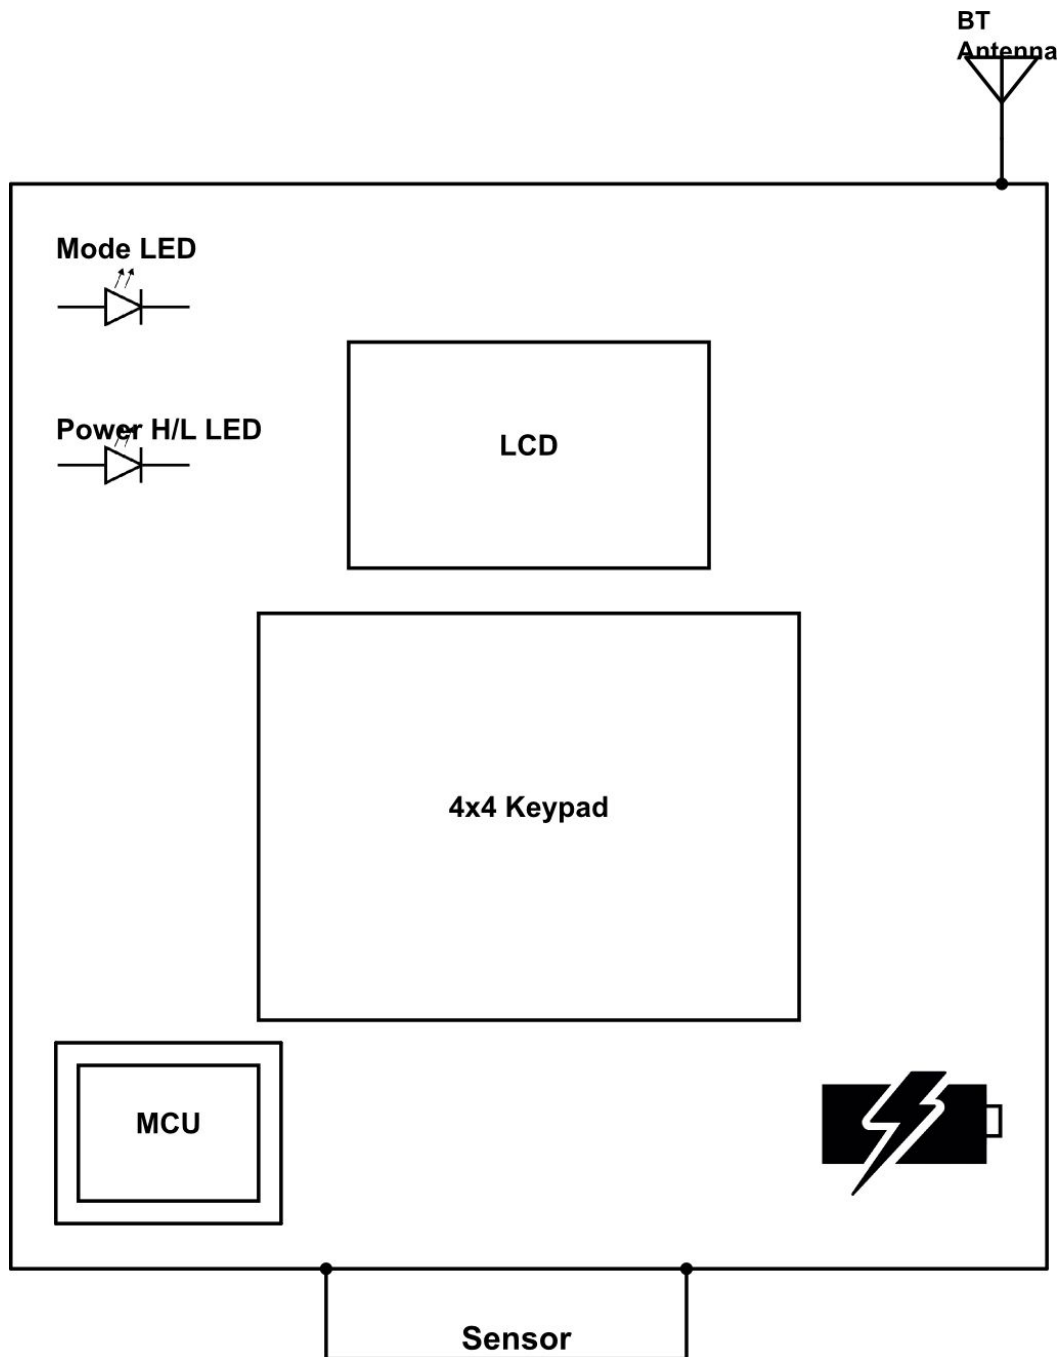 BT
Antenna
Mode LED
Power H/L LED
LCD
4x4 Keypad
MCU
Sensor